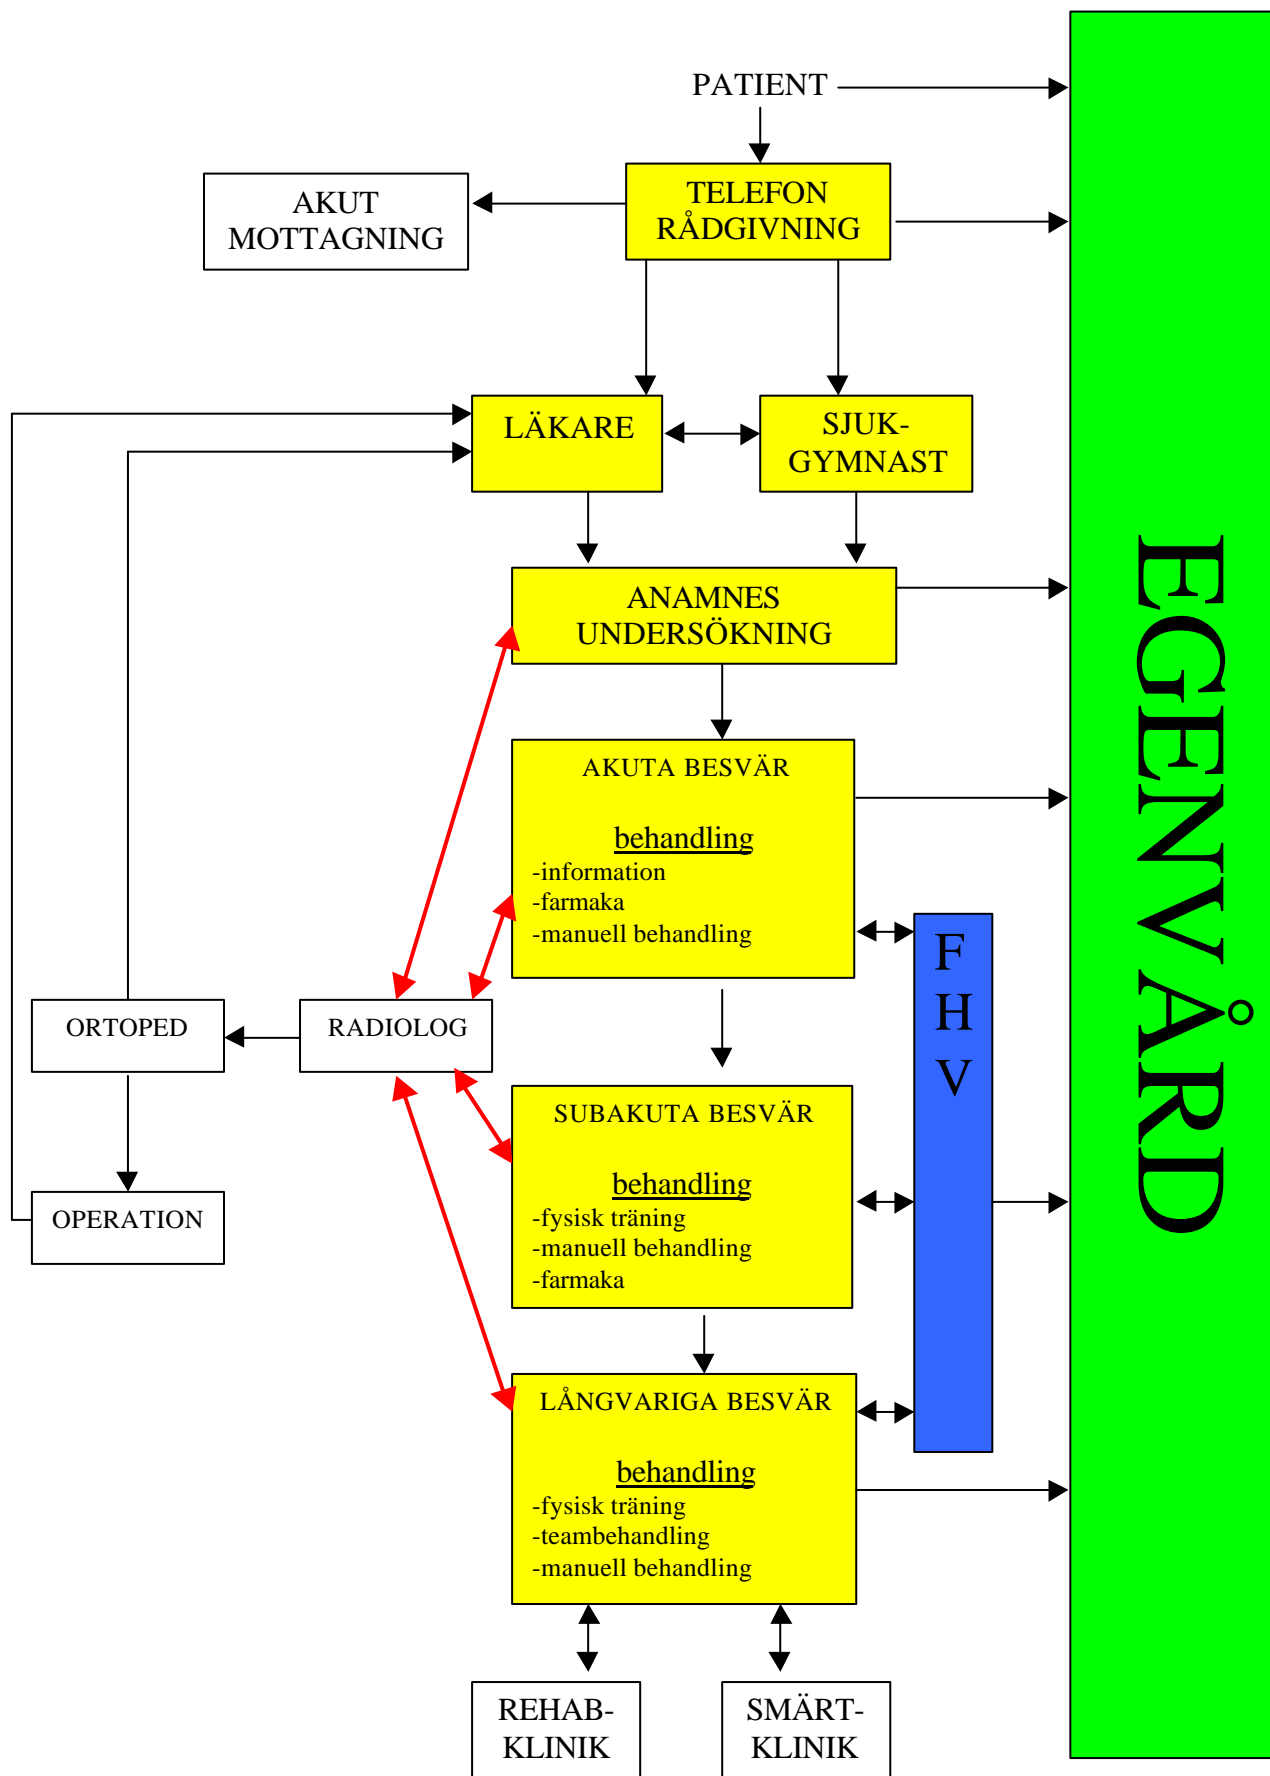 PATIENT
TELEFON
RÅDGIVNING
AKUT
MOTTAGNING
LÄKARE
SJUK-
GYMNAST
ANAMNES
UNDERSÖKNING
AKUTA BESVÄR
behandling
-information
-farmaka
-manuell behandling
F
H
V
EGENVÅRD
ORTOPED
RADIOLOG
SUBAKUTA BESVÄR
behandling
-fysisk träning
-manuell behandling
-farmaka
OPERATION
LÅNGVARIGA BESVÄR
behandling
-fysisk träning
-teambehandling
-manuell behandling
REHAB-
KLINIK
SMÄRT-
KLINIK